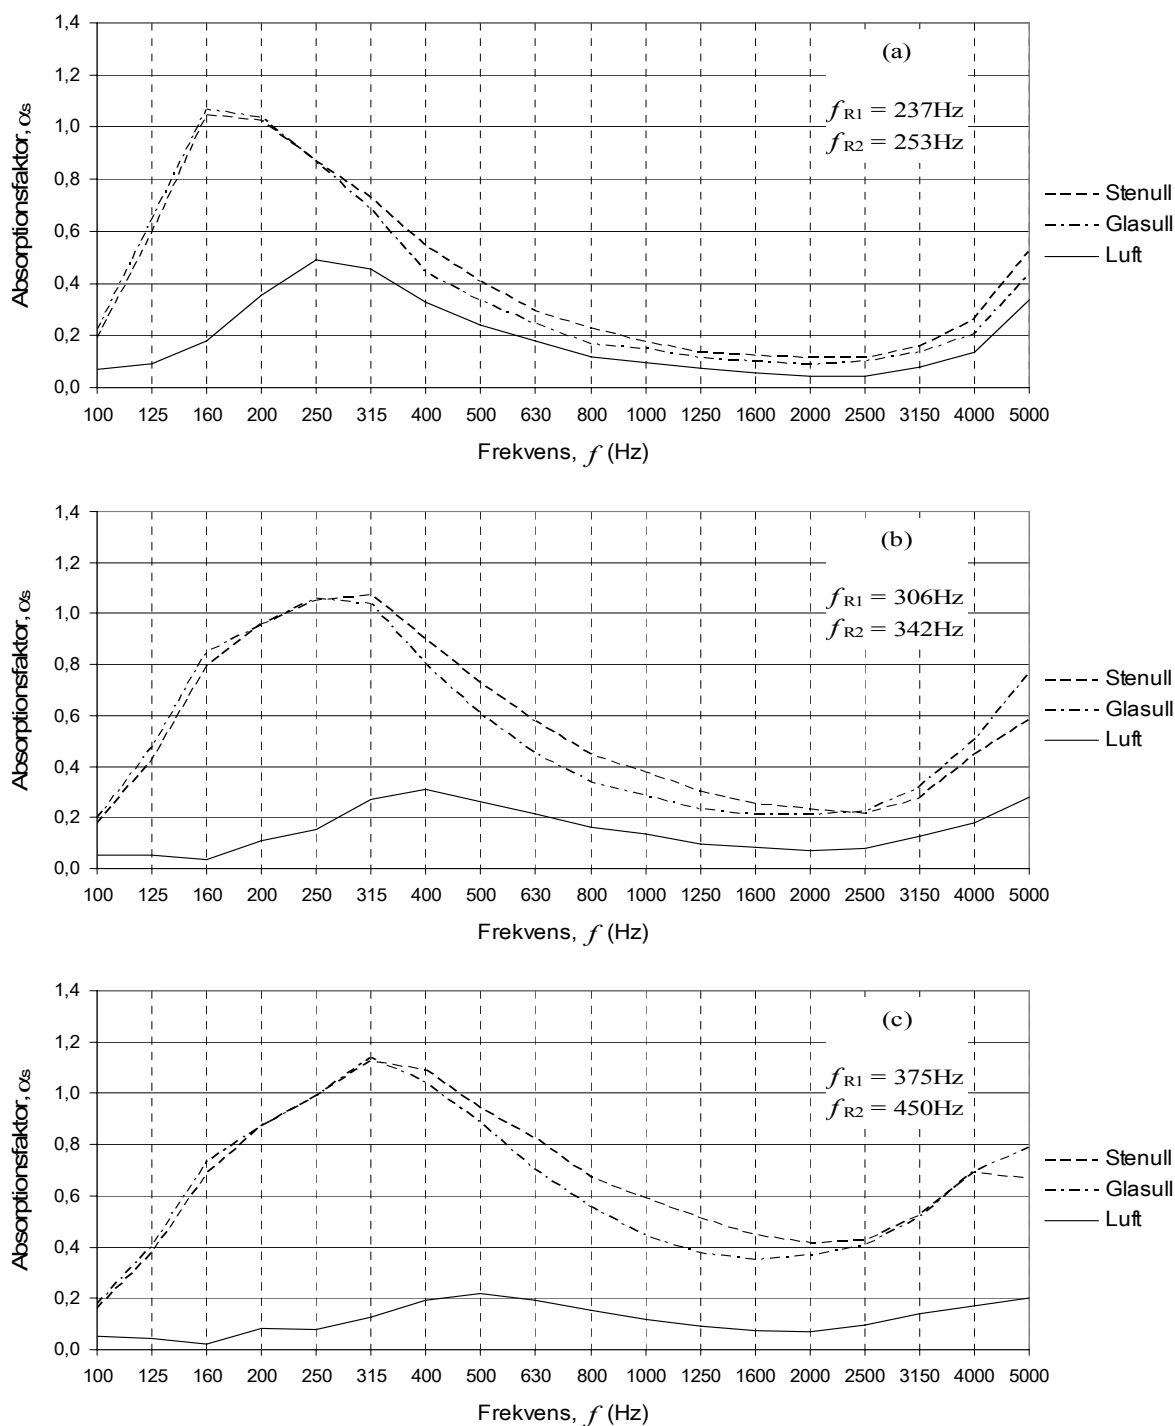 1,4
1,2
1,0
0,8
0,6
0,4
0,2
0,0
Absorptionsfaktor, αs
(a)
fR1 = 237Hz
fR2 = 253Hz
Stenull
Glasull
Luft
100 125 160 200 250 315 400 500 630 800 1000 1250 1600 2000 2500 3150 4000 5000
Frekvens, f (Hz)
1,4
1,2
1,0
0,8
0,6
0,4
0,2
0,0
Absorptionsfaktor, αs
(b)
fR1 = 306Hz
fR2 = 342Hz
Stenull
Glasull
Luft
100 125 160 200 250 315 400 500 630 800 1000 1250 1600 2000 2500 3150 4000 5000
Frekvens, f (Hz)
1,4
1,2
1,0
0,8
0,6
0,4
0,2
0,0
Absorptionsfaktor, αs
(c)
fR1 = 375Hz
fR2 = 450Hz
Stenull
Glasull
Luft
100 125 160 200 250 315 400 500 630 800 1000 1250 1600 2000 2500 3150 4000 5000
Frekvens, f (Hz)